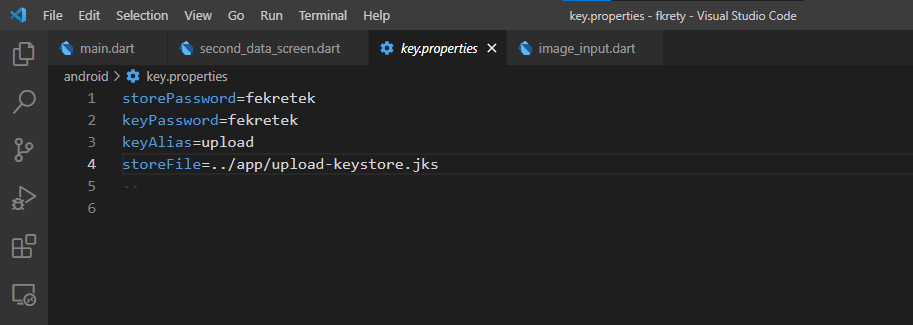 File Edit Selection View Go Run Terminal Help key.properties - fkrety - Visual Studio Code
main.dart second_data_screen.dart key.properties image_input.dart
android > key.properties
1 storePassword=fekretek
2 keyPassword=fekretek
3 keyAlias=upload
4 storeFile=../app/upload-keystore.jks
5
6